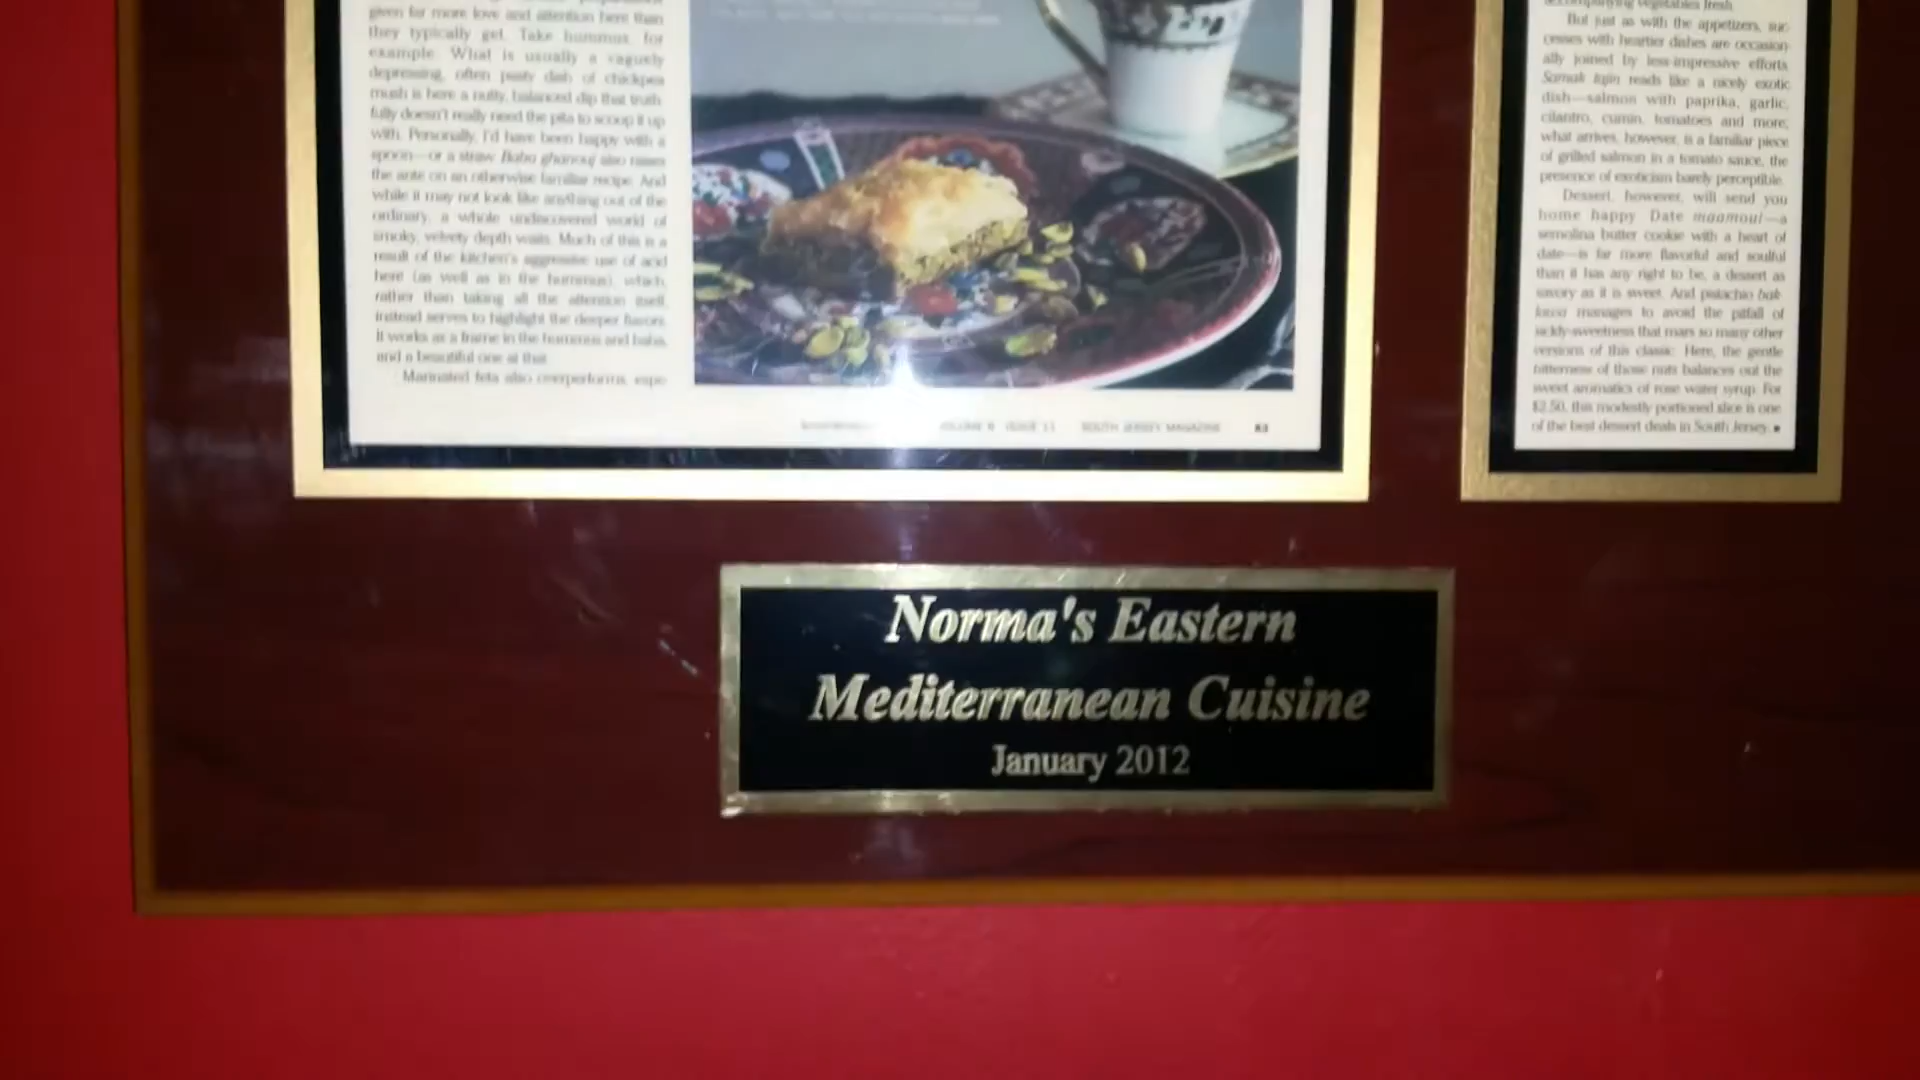 given far more love and attention here than
they typically get. Take hummus, for
example. What is usually a vaguely
depressing, often pasty dish of chickpea
mush is here a nutty, balanced dip that truth-
fully doesn't really need the pita to scoop it up
with. Personally, I'd have been happy with a
spoon—or a straw. Baba ghanouj also raises
the ante on an otherwise familiar recipe. And
while it may not look like anything out of the
ordinary, a whole undiscovered world of
smoky, velvety depth waits. Much of this is a
result of the kitchen's aggressive use of acid
here (as well as in the hummus), which,
rather than taking all the attention itself,
instead serves to highlight the deeper flavors.
It works as a frame in the hummus and baba,
and a beautiful one at that.
Marinated feta also overperforms, espe-
VOLUME 8 ISSUE 11 SOUTH JERSEY MAGAZINE 83
accompanying vegetables fresh.
But just as with the appetizers, suc-
cesses with heartier dishes are occasion-
ally joined by less-impressive efforts.
Samak tajin reads like a nicely exotic
dish—salmon with paprika, garlic,
cilantro, cumin, tomatoes and more;
what arrives, however, is a familiar piece
of grilled salmon in a tomato sauce, the
presence of exoticism barely perceptible.
Dessert, however, will send you
home happy. Date maamoul—a
semolina butter cookie with a heart of
date—is far more flavorful and soulful
than it has any right to be, a dessert as
savory as it is sweet. And pistachio bak-
lawa manages to avoid the pitfall of
sickly-sweetness that mars so many other
versions of this classic. Here, the gentle
bitterness of those nuts balances out the
sweet aromatics of rose water syrup. For
$2.50, this modestly portioned slice is one
of the best dessert deals in South Jersey. ■
Norma's Eastern
Mediterranean Cuisine
January 2012